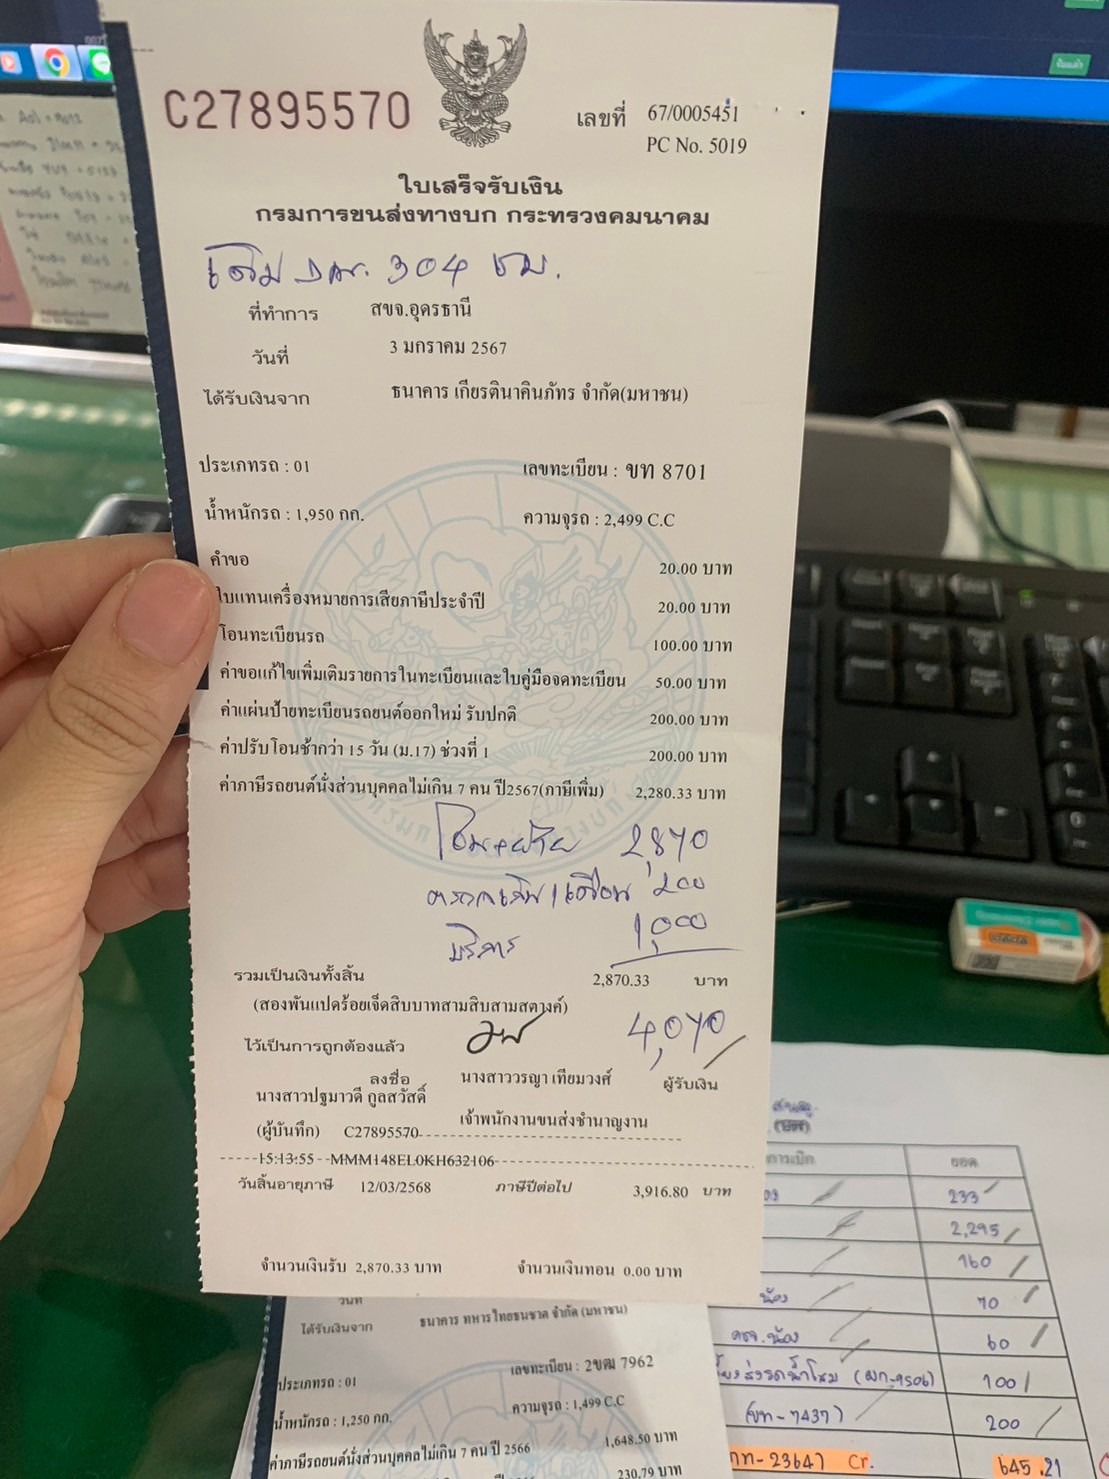 C27895570
เลขที่ 67/0005451
PC No. 5019
ใบเสร็จรับเงิน
กรมการขนส่งทางบก กระทรวงคมนาคม
304
ที่ทำการ สขจ.อุดรธานี
วันที่ 3 มกราคม 2567
ได้รับเงินจาก ธนาคาร เกียรตินาคินภัทร จำกัด(มหาชน)
ประเภทรถ : 01 เลขทะเบียน : ขท 8701
น้ำหนักรถ : 1,950 กก. ความจุรถ : 2,499 C.C
คำขอ 20.00 บาท
ใบแทนเครื่องหมายการเสียภาษีประจำปี 20.00 บาท
โอนทะเบียนรถ 100.00 บาท
ค่าขอแก้ไขเพิ่มเติมรายการในทะเบียนและใบคู่มือจดทะเบียน 50.00 บาท
ค่าแผ่นป้ายทะเบียนรถยนต์ออกใหม่ รับปกติ 200.00 บาท
ค่าปรับโอนช้ากว่า 15 วัน (ม.17) ช่วงที่ 1 200.00 บาท
ค่าภาษีรถยนต์นั่งส่วนบุคคลไม่เกิน 7 คน ปี2567(ภาษีเพิ่ม) 2,280.33 บาท
2,870
200
บริการ 1,000
รวมเป็นเงินทั้งสิ้น 2,870.33 บาท
(สองพันแปดร้อยเจ็ดสิบบาทสามสิบสามสตางค์)
4,070
ไว้เป็นการถูกต้องแล้ว
ลงชื่อ นางสาววรญา เทียมวงศ์ ผู้รับเงิน
นางสาวปฐมาวดี กูลสวัสดิ์
เจ้าพนักงานขนส่งชำนาญงาน
(ผู้บันทึก) C27895570
15:13:55 MMM148EL0KH632106
วันสิ้นอายุภาษี 12/03/2568 ภาษีปีต่อไป 3,916.80 บาท
จำนวนเงินรับ 2,870.33 บาท จำนวนเงินทอน 0.00 บาท
วันที่
ได้รับเงินจาก ธนาคาร ทหารไทยธนชาต จำกัด (มหาชน)
ประเภทรถ : 01 เลขทะเบียน : 2ขฒ 7962
น้ำหนักรถ : 1,250 กก. ความจุรถ : 1,499 C.C
ค่าภาษีรถยนต์นั่งส่วนบุคคลไม่เกิน 7 คน ปี 2566 1,648.50 บาท
230.79 บาท
ยอด
233
2,295
160
70
60
100
(ขท-7437) 200
กท-23647 Cr. 645.21